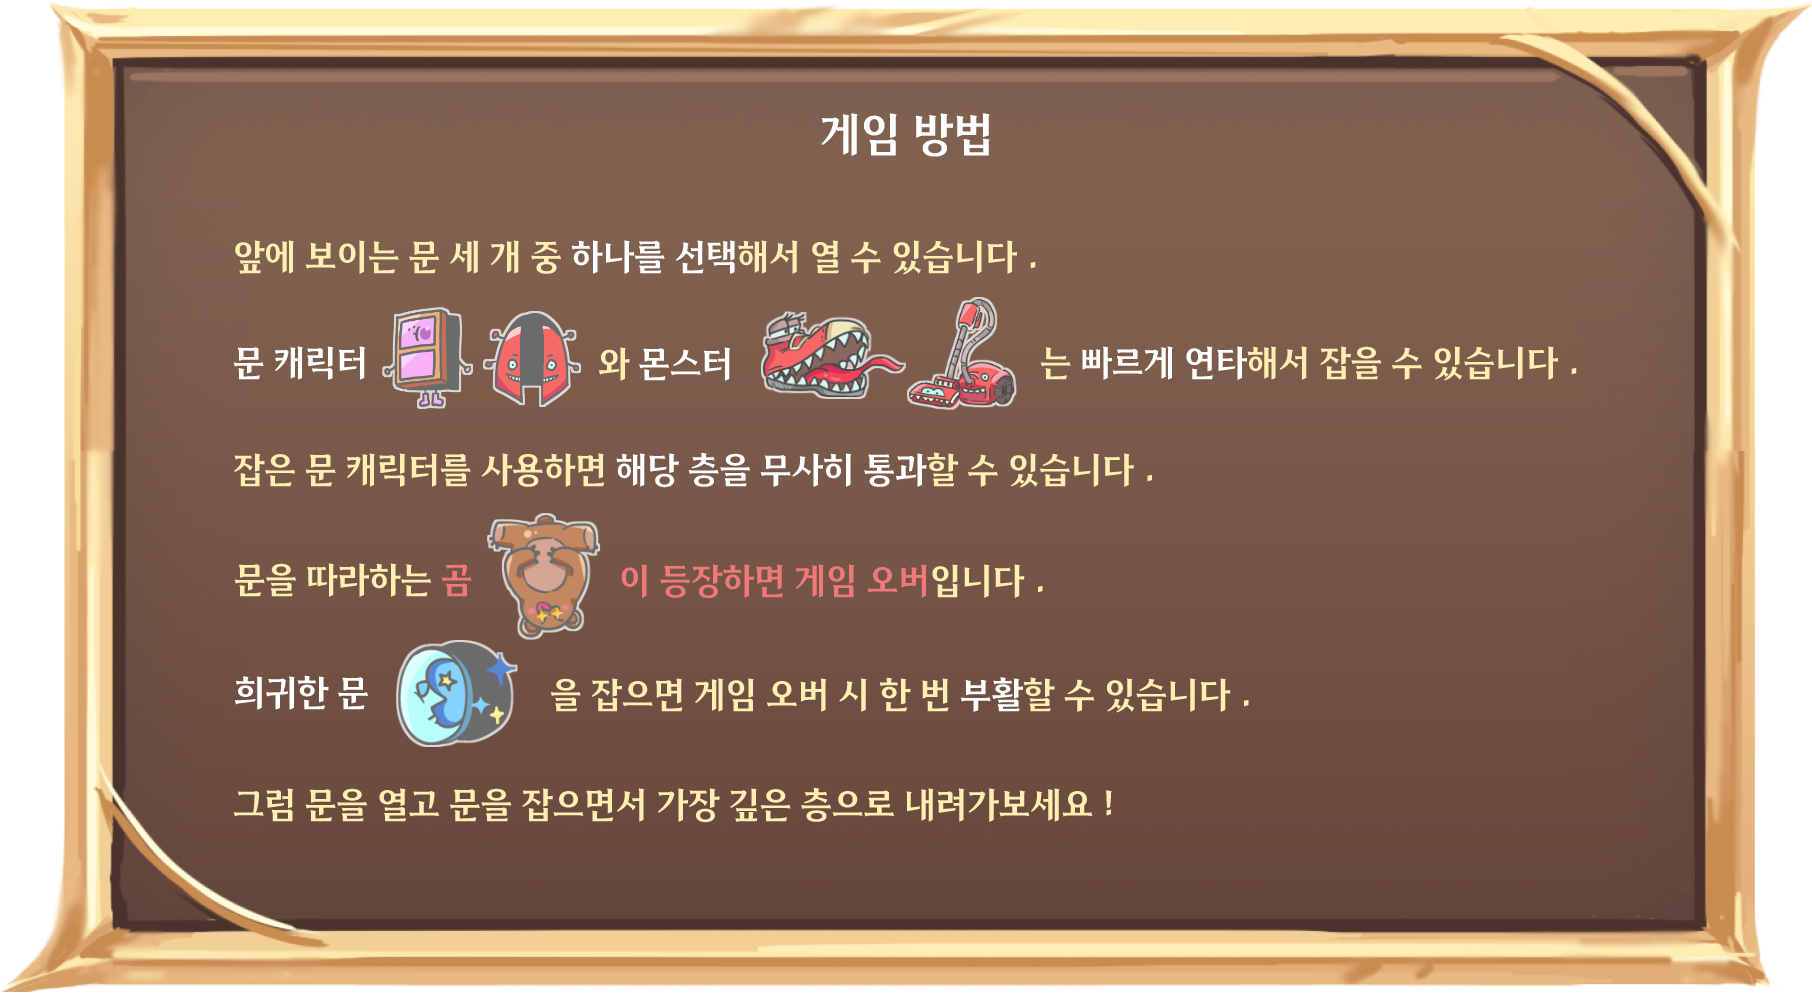 게임 방법
앞에 보이는 문 세 개 중 하나를 선택해서 열 수 있습니다 .
문 캐릭터 와 몬스터 는 빠르게 연타해서 잡을 수 있습니다 .
잡은 문 캐릭터를 사용하면 해당 층을 무사히 통과할 수 있습니다 .
문을 따라하는 곰 이 등장하면 게임 오버입니다 .
희귀한 문 을 잡으면 게임 오버 시 한 번 부활할 수 있습니다 .
그럼 문을 열고 문을 잡으면서 가장 깊은 층으로 내려가보세요 !